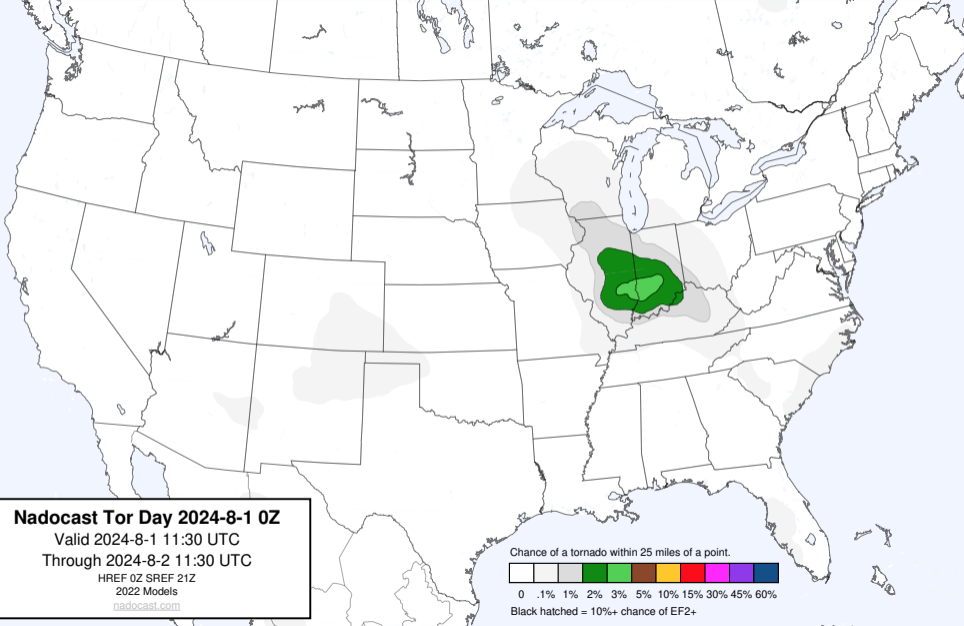 Nadocast Tor Day 2024-8-1 0Z
Valid 2024-8-1 11:30 UTC
Through 2024-8-2 11:30 UTC
HREF 0Z SREF 21Z
2022 Models
nadocast.com
Chance of a tornado within 25 miles of a point.
0 .1% 1% 2% 3% 5% 10% 15% 30% 45% 60%
Black hatched = 10%+ chance of EF2+